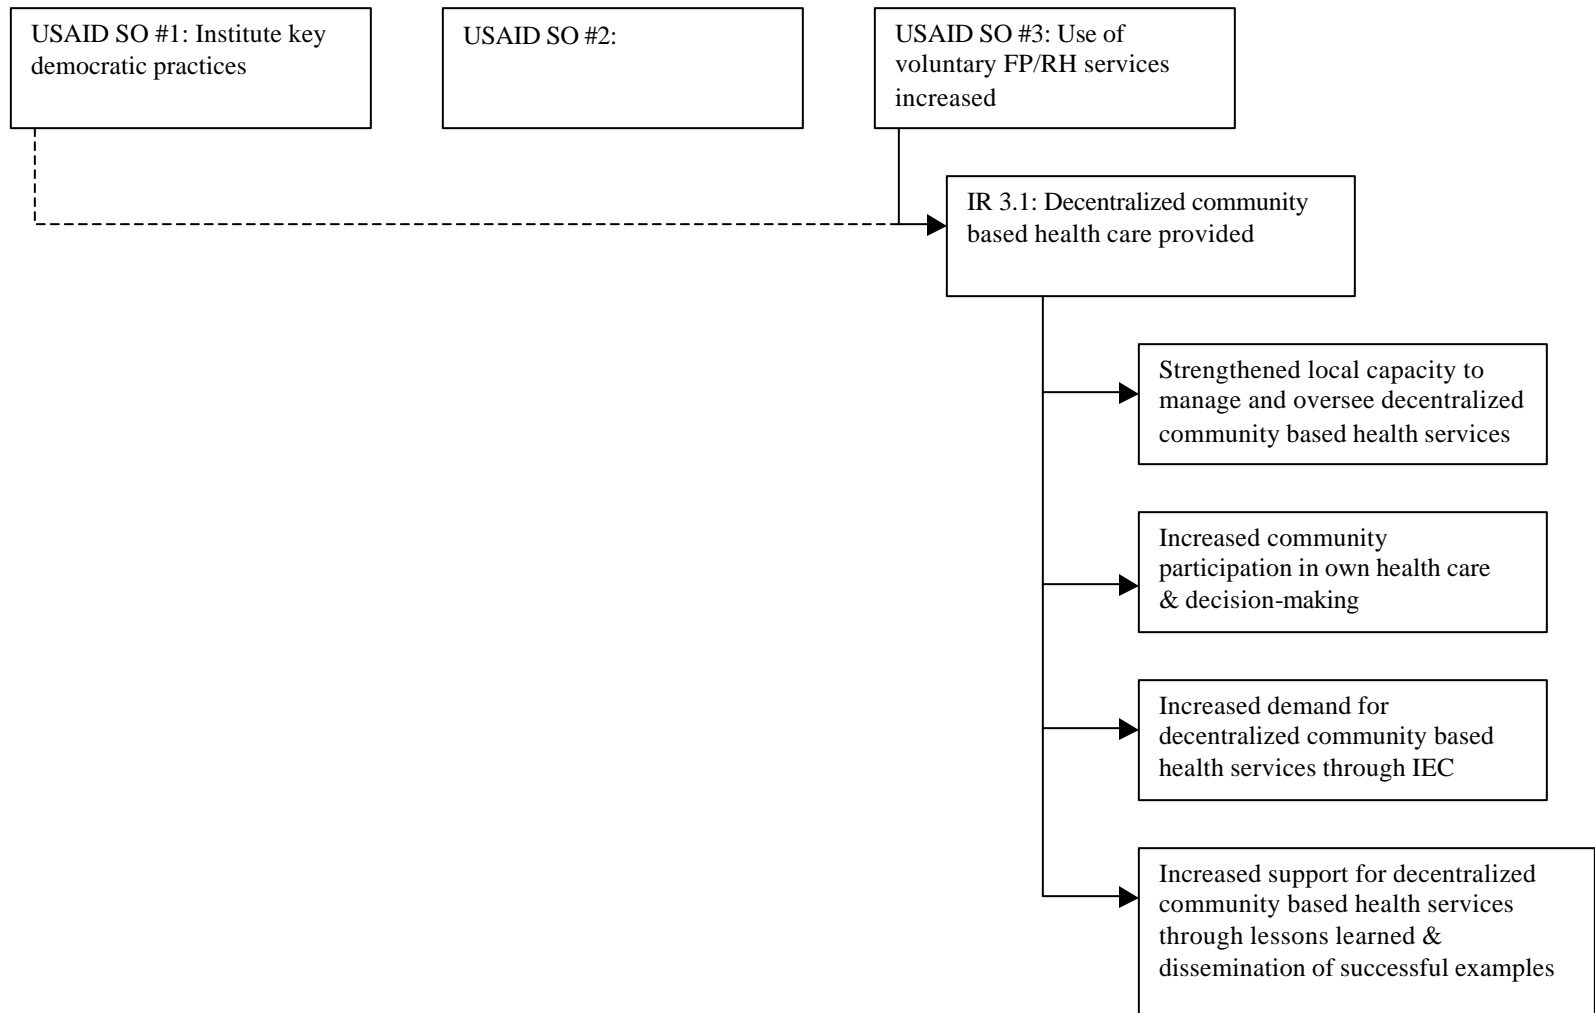 USAID SO #1: Institute key
democratic practices
USAID SO #2:
USAID SO #3: Use of
voluntary FP/RH services
increased
IR 3.1: Decentralized community
based health care provided
Strengthened local capacity to
manage and oversee decentralized
community based health services
Increased community
participation in own health care
& decision-making
Increased demand for
decentralized community based
health services through IEC
Increased support for decentralized
community based health services
through lessons learned &
dissemination of successful examples